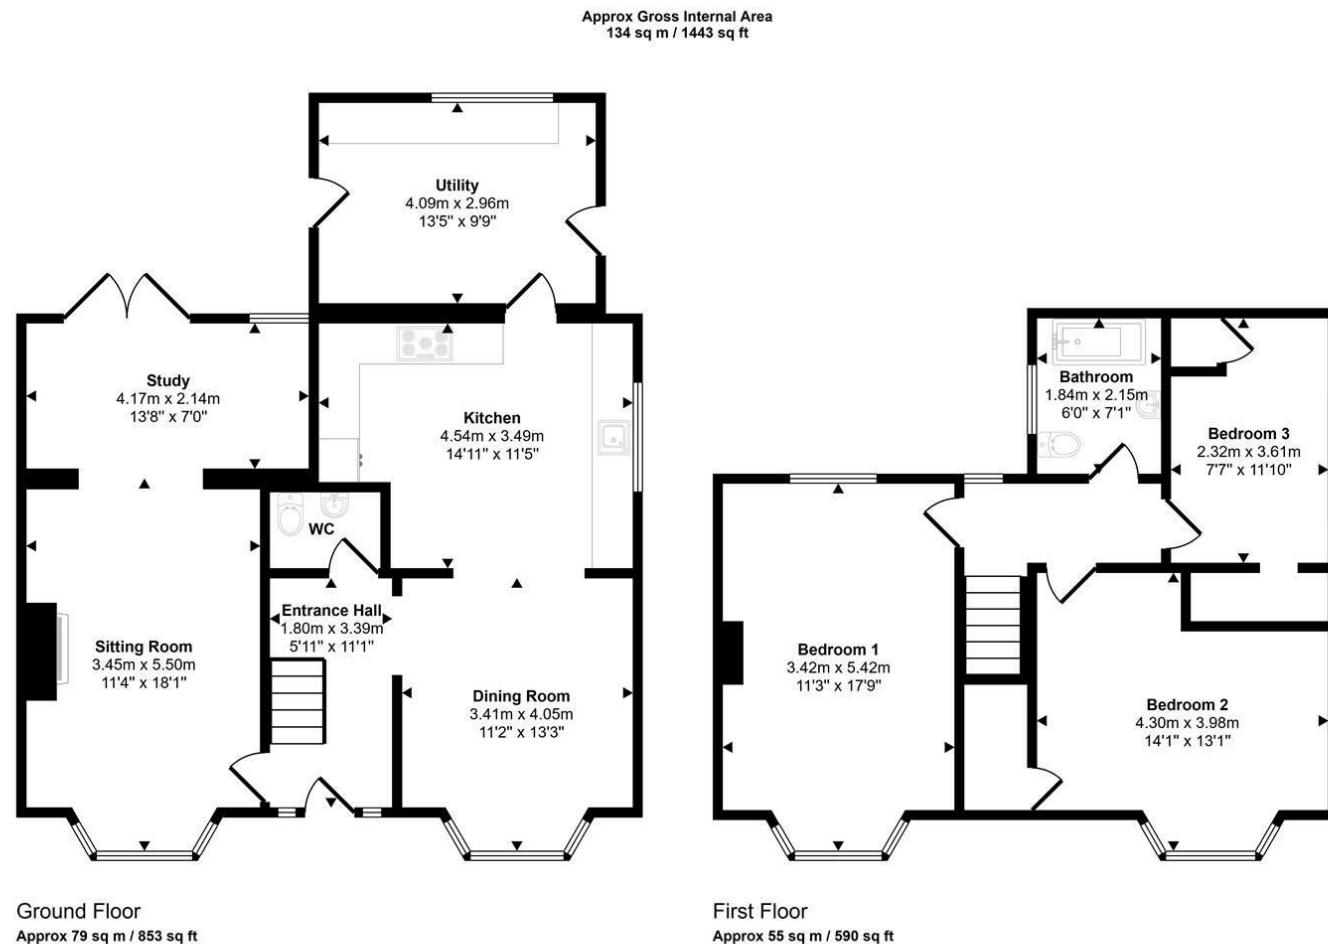 Approx Gross Internal Area
134 sq m / 1443 sq ft
Utility
4.09m x 2.96m
13'5" x 9'9"
Study
4.17m x 2.14m
13'8" x 7'0"
Kitchen
4.54m x 3.49m
14'11" x 11'5"
WC
Entrance Hall
1.80m x 3.39m
5'11" x 11'1"
Sitting Room
3.45m x 5.50m
11'4" x 18'1"
Dining Room
3.41m x 4.05m
11'2" x 13'3"
Ground Floor
Approx 79 sq m / 853 sq ft
Bathroom
1.84m x 2.15m
6'0" x 7'1"
Bedroom 3
2.32m x 3.61m
7'7" x 11'10"
Bedroom 1
3.42m x 5.42m
11'3" x 17'9"
Bedroom 2
4.30m x 3.98m
14'1" x 13'1"
First Floor
Approx 55 sq m / 590 sq ft